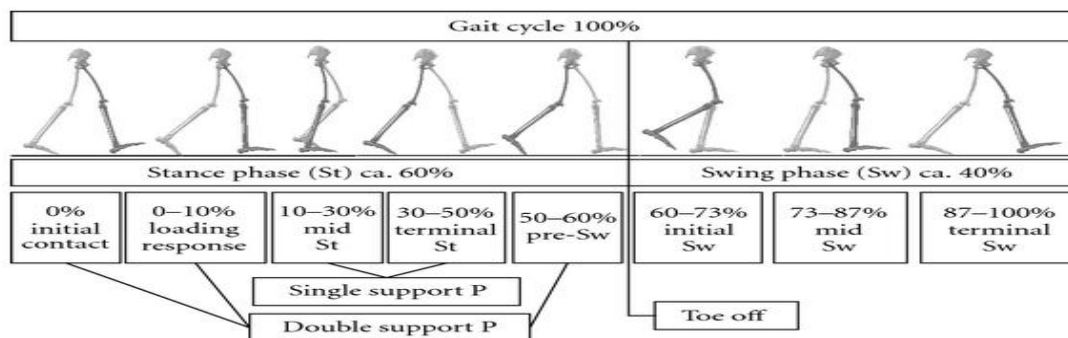 Gait cycle 100%
Stance phase (St) ca. 60%
Swing phase (Sw) ca. 40%
0%
initial
contact
0–10%
loading
response
10–30%
mid
St
30–50%
terminal
St
50–60%
pre-Sw
60–73%
initial
Sw
73–87%
mid
Sw
87–100%
terminal
Sw
Single support P
Double support P
Toe off